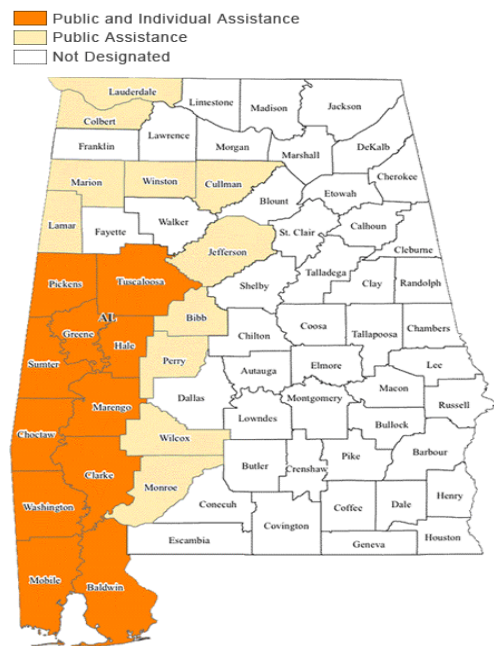 Public and Individual Assistance
Public Assistance
Not Designated
Lauderdale
Limestone
Madison
Jackson
Colbert
Lawrence
Franklin
Morgan
Marshall
DeKalb
Cherokee
Marion
Winston
Cullman
Etowah
Blount
Lamar
Fayette
Walker
St. Clair
Calhoun
Jefferson
Cleburne
Pickens
Tuscaloosa
Talladega
Shelby
Clay
Randolph
AL
Bibb
Greene
Hale
Chilton
Coosa
Tallapoosa
Chambers
Sumter
Perry
Autauga
Elmore
Lee
Dallas
Macon
Marengo
Montgomery
Russell
Choctaw
Lowndes
Bullock
Wilcox
Barbour
Clarke
Butler
Crenshaw
Pike
Monroe
Henry
Washington
Conecuh
Coffee
Dale
Covington
Escambia
Geneva
Houston
Mobile
Baldwin